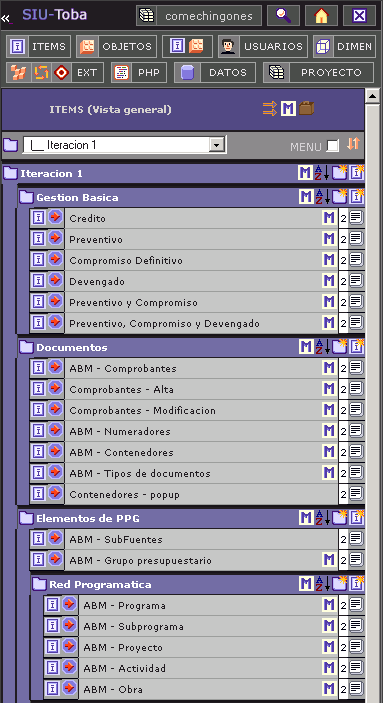 « SIU-Toba comechingones
ITEMS OBJETOS USUARIOS DIMEN
EXT PHP DATOS PROYECTO
ITEMS (Vista general) M
|__ Iteracion 1 MENU
Iteracion 1 M A Z
Gestion Basica M A Z
Credito M 2
Preventivo M 2
Compromiso Definitivo M 2
Devengado M 2
Preventivo y Compromiso M 2
Preventivo, Compromiso y Devengado M 2
Documentos M A Z
ABM - Comprobantes M 2
Comprobantes - Alta M 2
Comprobantes - Modificacion M 2
ABM - Numeradores M 2
ABM - Contenedores M 2
ABM - Tipos de documentos M 2
Contenedores - popup 2
Elementos de PPG M A Z
ABM - SubFuentes 2
ABM - Grupo presupuestario M 2
Red Programatica M A Z
ABM - Programa M 2
ABM - Subprograma M 2
ABM - Proyecto M 2
ABM - Actividad M 2
ABM - Obra M 2